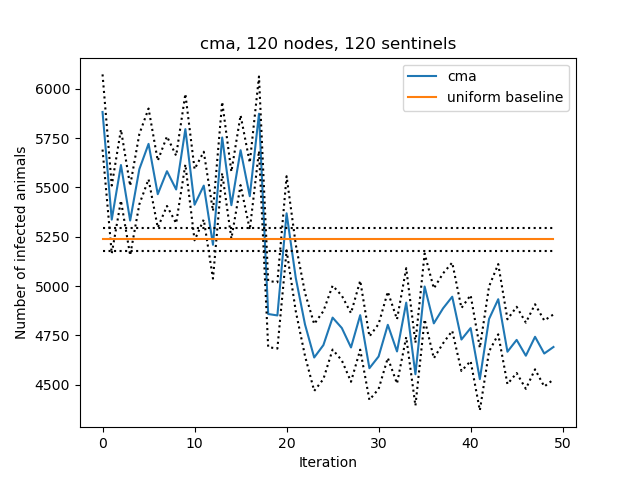 cma, 120 nodes, 120 sentinels
cma
uniform baseline
6000
5750
5500
5250
5000
4750
4500
Number of infected animals
0 10 20 30 40 50
Iteration